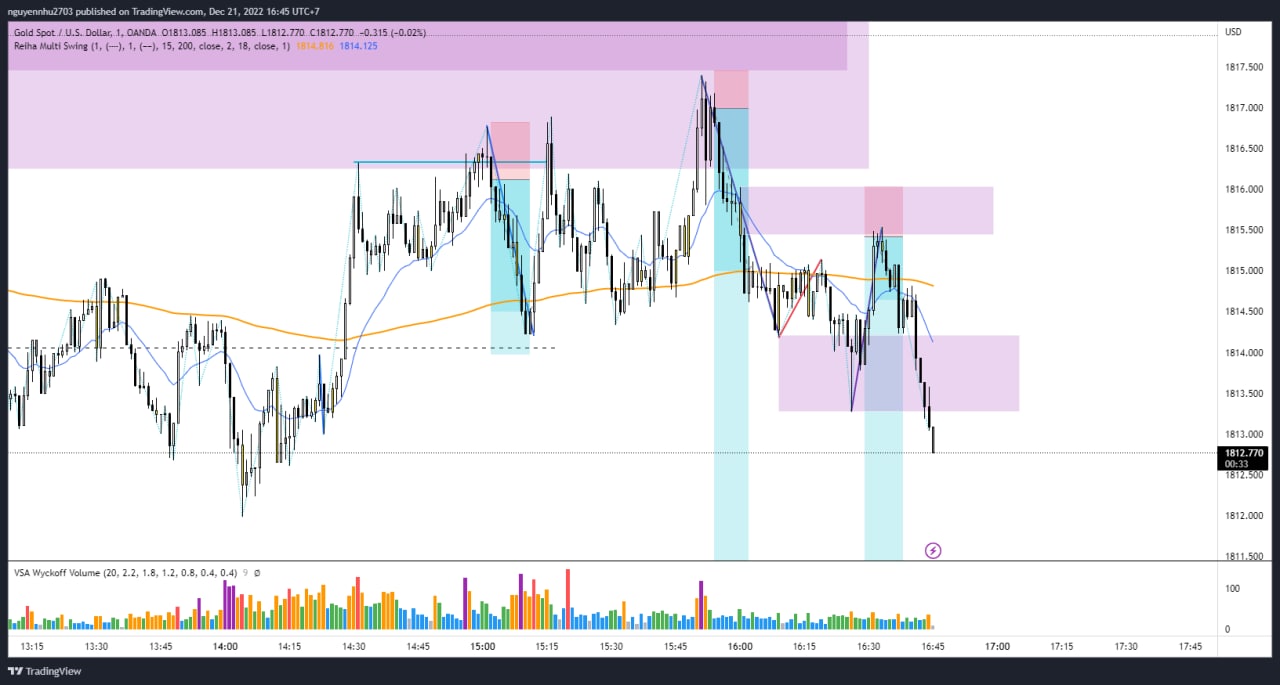 nguyennhu2703 published on TradingView.com, Dec 21, 2022 16:45 UTC+7
Gold Spot / U.S. Dollar, 1, OANDA O1813.085 H1813.085 L1812.770 C1812.770 −0.315 (−0.02%)
USD
Reiha Multi Swing (1, (---), 1, (--), 15, 200, close, 2, 18, close, 1) 1814.816 1814.125
1817.500
1817.000
1816.500
1816.000
1815.500
1815.000
1814.500
1814.000
1813.500
1813.000
1812.770
00:33
1812.500
1812.000
1811.500
VSA Wyckoff Volume (20, 2.2, 1.8, 1.2, 0.8, 0.4, 0.4) 9 Ø
100
0
13:15 13:30 13:45 14:00 14:15 14:30 14:45 15:00 15:15 15:30 15:45 16:00 16:15 16:30 16:45 17:00 17:15 17:30 17:45
TradingView